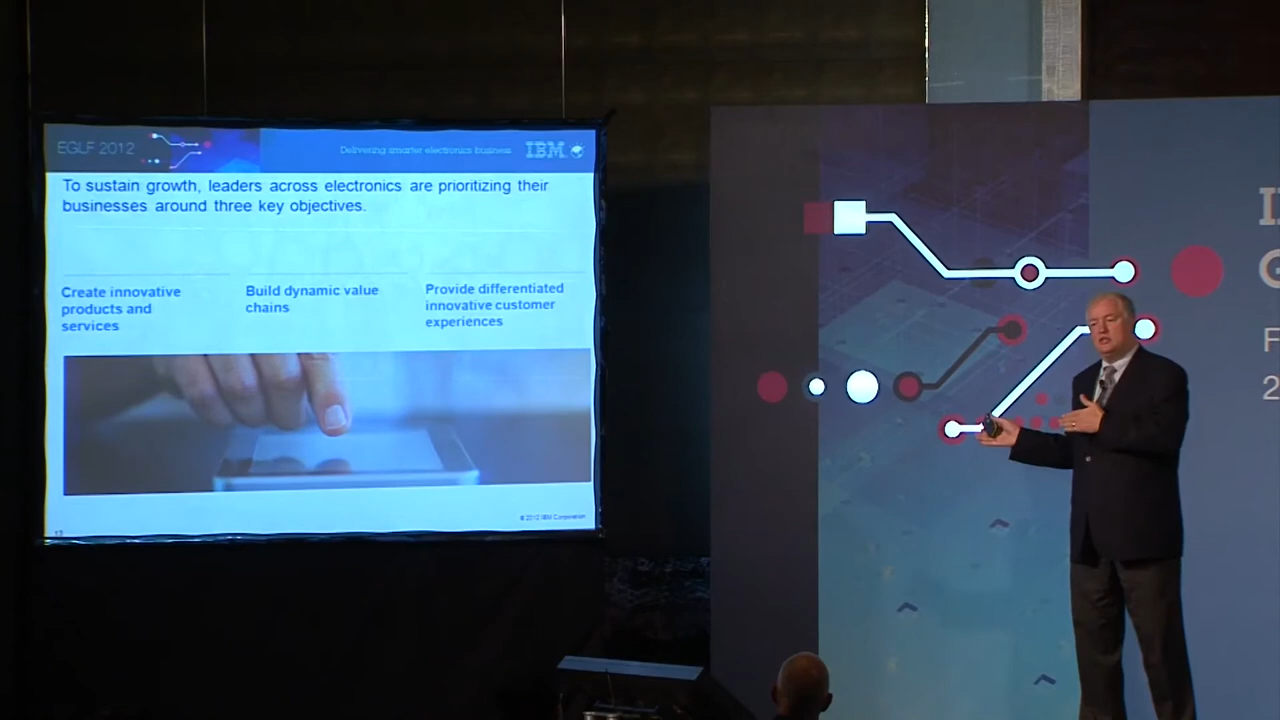 EGLF 2012
Delivering smarter electronics business
IBM
To sustain growth, leaders across electronics are prioritizing their
businesses around three key objectives.
Create innovative
products and
services
Build dynamic value
chains
Provide differentiated
innovative customer
experiences
© 2012 IBM Corporation
G
F
2